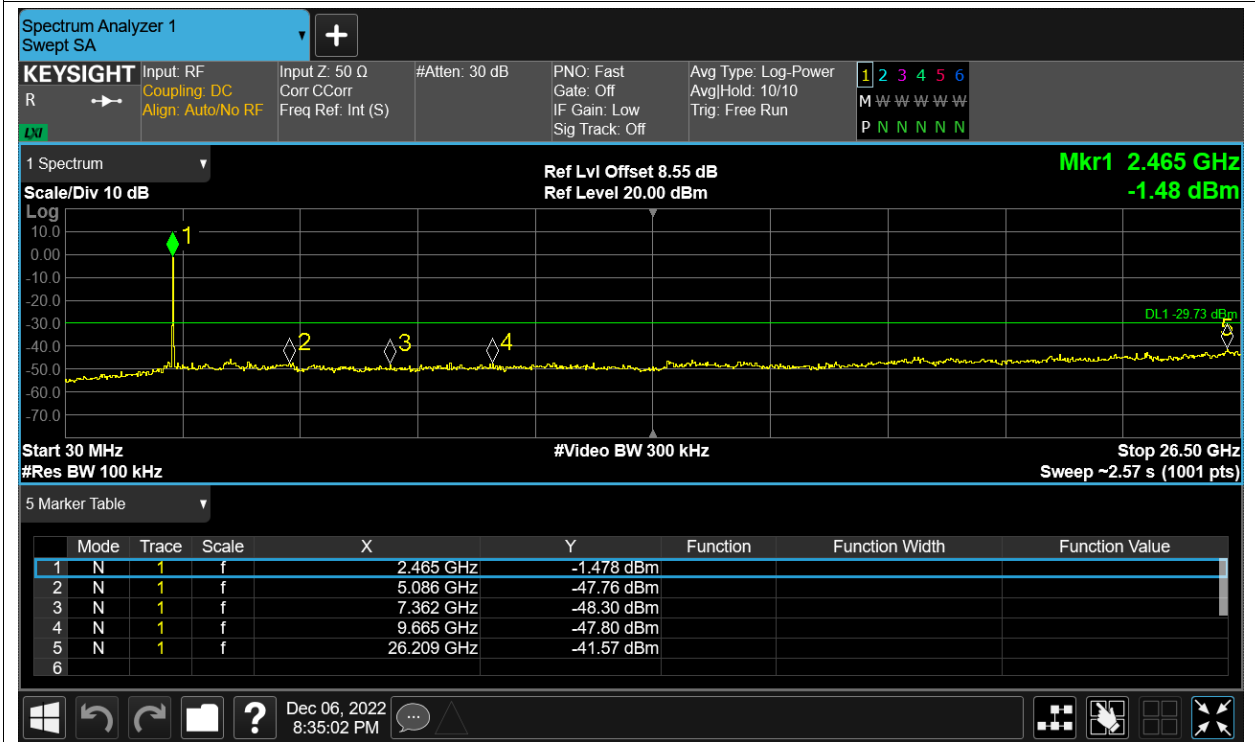 Spectrum Analyzer 1
Swept SA
+
KEYSIGHT
R
LXI
Input: RF
Coupling: DC
Align: Auto/No RF
Input Z: 50 Ω
Corr CCorr
Freq Ref: Int (S)
#Atten: 30 dB
PNO: Fast
Gate: Off
IF Gain: Low
Sig Track: Off
Avg Type: Log-Power
Avg|Hold: 10/10
Trig: Free Run
1 2 3 4 5 6
M W W W W W
P N N N N N
1 Spectrum
Scale/Div 10 dB
Ref Lvl Offset 8.55 dB
Ref Level 20.00 dBm
Mkr1 2.465 GHz
-1.48 dBm
Log
10.0
0.00
-10.0
-20.0
-30.0
-40.0
-50.0
-60.0
-70.0
1
2
3
4
5
DL1 -29.73 dBm
Start 30 MHz
#Res BW 100 kHz
#Video BW 300 kHz
Stop 26.50 GHz
Sweep ~2.57 s (1001 pts)
5 Marker Table
Mode Trace Scale X Y Function Function Width Function Value
1 N 1 f 2.465 GHz -1.478 dBm
2 N 1 f 5.086 GHz -47.76 dBm
3 N 1 f 7.362 GHz -48.30 dBm
4 N 1 f 9.665 GHz -47.80 dBm
5 N 1 f 26.209 GHz -41.57 dBm
6
?
Dec 06, 2022
8:35:02 PM